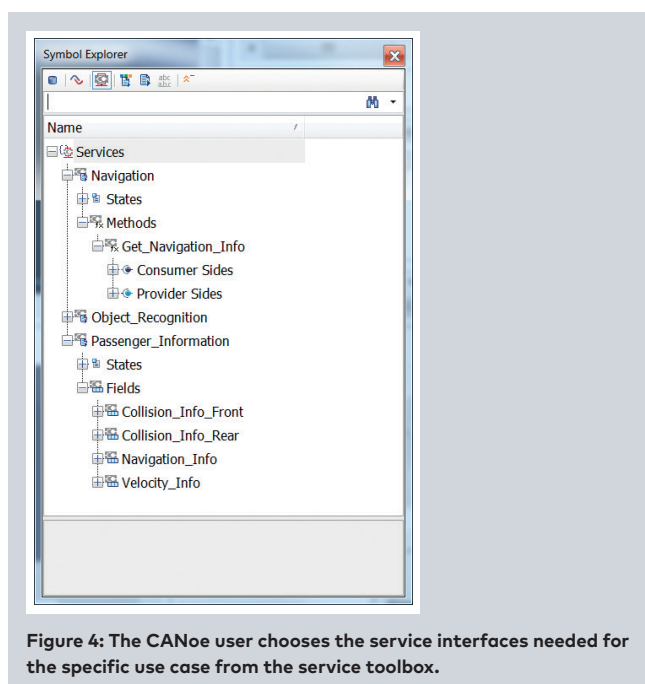 Symbol Explorer
abc
abc
Name
Services
Navigation
States
Methods
Get_Navigation_Info
Consumer Sides
Provider Sides
Object_Recognition
Passenger_Information
States
Fields
Collision_Info_Front
Collision_Info_Rear
Navigation_Info
Velocity_Info
Figure 4: The CANoe user chooses the service interfaces needed for
the specific use case from the service toolbox.